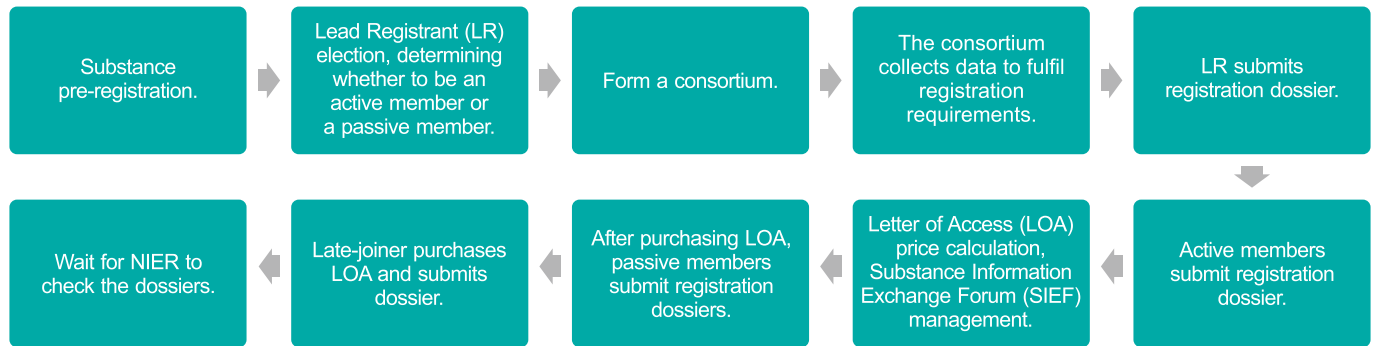 Substance
pre-registration.
Lead Registrant (LR)
election, determining
whether to be an
active member or
a passive member.
Form a consortium.
The consortium
collects data to fulfil
registration
requirements.
LR submits
registration dossier.
Active members
submit registration
dossier.
Letter of Access (LOA)
price calculation,
Substance Information
Exchange Forum (SIEF)
management.
After purchasing LOA,
passive members
submit registration
dossiers.
Late-joiner purchases
LOA and submits
dossier.
Wait for NIER to
check the dossiers.